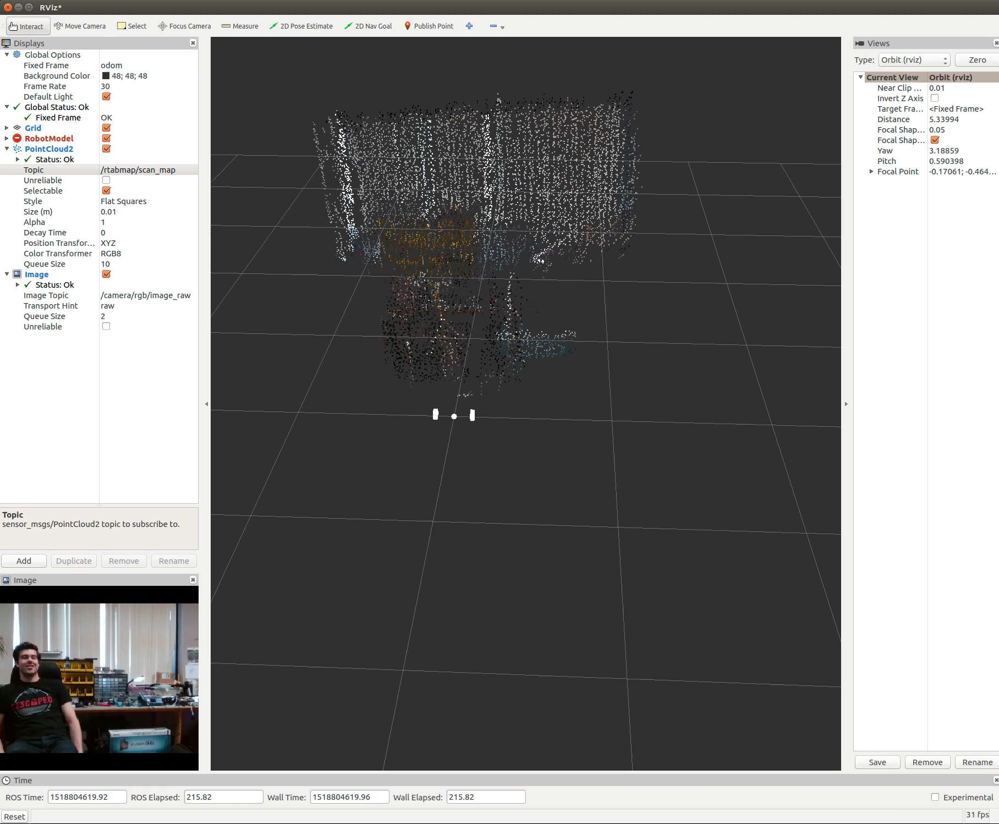 RViz*
Interact Move Camera Select Focus Camera Measure 2D Pose Estimate 2D Nav Goal Publish Point
Displays
Global Options
Fixed Frame odom
Background Color 48; 48; 48
Frame Rate 30
Default Light
Global Status: Ok
Fixed Frame OK
Grid
RobotModel
PointCloud2
Status: Ok
Topic /rtabmap/scan_map
Unreliable
Selectable
Style Flat Squares
Size (m) 0.01
Alpha 1
Decay Time 0
Position Transfor... XYZ
Color Transformer RGB8
Queue Size 10
Image
Status: Ok
Image Topic /camera/rgb/image_raw
Transport Hint raw
Queue Size 2
Unreliable
Topic
sensor_msgs/PointCloud2 topic to subscribe to.
Add Duplicate Remove Rename
Image
ESCAPED
Views
Type: Orbit (rviz) Zero
Current View Orbit (rviz)
Near Clip ... 0.01
Invert Z Axis
Target Fra... <Fixed Frame>
Distance 5.33994
Focal Shap... 0.05
Focal Shap...
Yaw 3.18859
Pitch 0.590398
Focal Point -0.17061; -0.464...
Save Remove Rename
Time
ROS Time: 1518804619.92 ROS Elapsed: 215.82 Wall Time: 1518804619.96 Wall Elapsed: 215.82 Experimental
Reset 31 fps